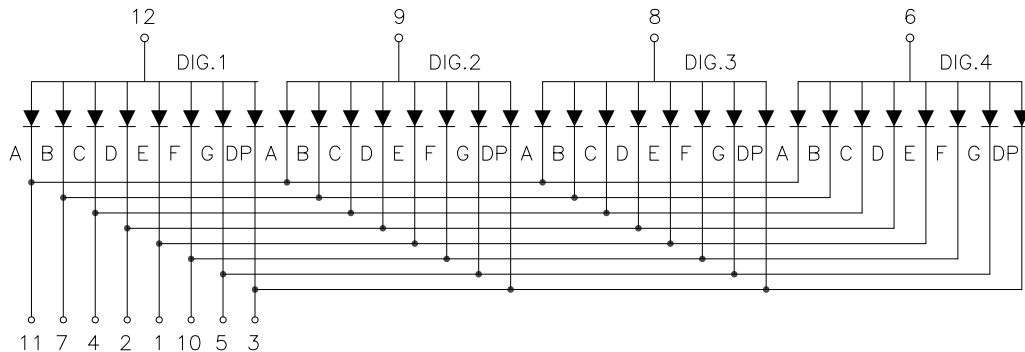 12 9 8 6
DIG.1 DIG.2 DIG.3 DIG.4
A B C D E F G DP A B C D E F G DP A B C D E F G DP A B C D E F G DP
11 7 4 2 1 10 5 3